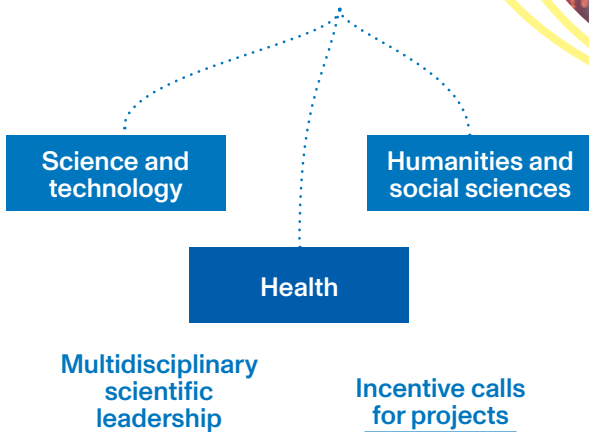 Science and
technology
Humanities and
social sciences
Health
Multidisciplinary
scientific
leadership
Incentive calls
for projects